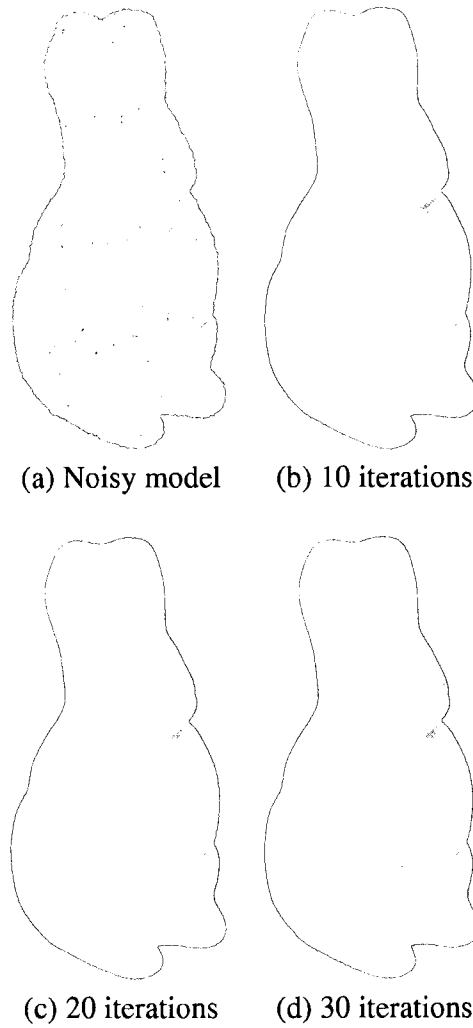 (a) Noisy model
(b) 10 iterations
(c) 20 iterations
(d) 30 iterations